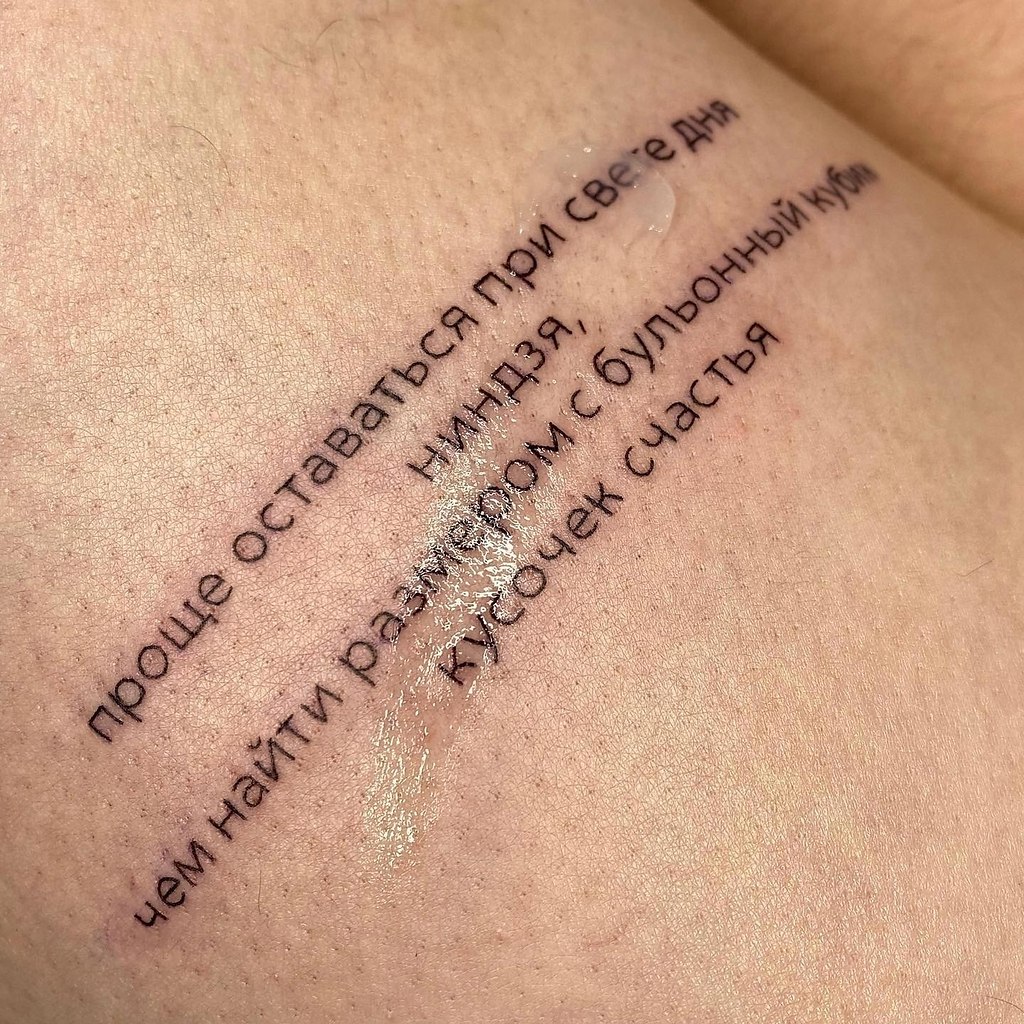 проще оставаться при свете дня
ниндзя,
чем найти размером с бульонный кубик
кусочек счастья